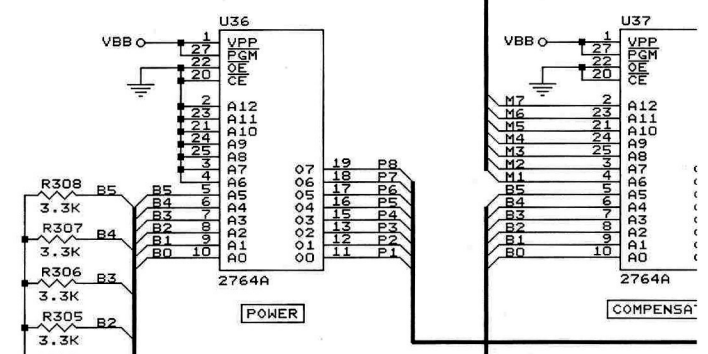 U36
VBB
1 VPP
27 PGM
22 OE
20 CE
2 A12
23 A11
21 A10
24 A9
25 A8
3 A7
4 A6
B5 5 A5
B4 6 A4
B3 7 A3
B2 8 A2
B1 9 A1
B0 10 A0
O7 19 P8
O6 18 P7
O5 17 P6
O4 16 P5
O3 15 P4
O2 13 P3
O1 12 P2
O0 11 P1
2764A
POWER
R308 B5
3.3K
R307 B4
3.3K
R306 B3
3.3K
R305 B2
3.3K
U37
VBB
1 VPP
27 PGM
22 OE
20 CE
M7 2 A12
M6 23 A11
M5 21 A10
M4 24 A9
M3 25 A8
M2 3 A7
M1 4 A6
B5 5 A5
B4 6 A4
B3 7 A3
B2 8 A2
B1 9 A1
B0 10 A0
2764A
COMPENSAT